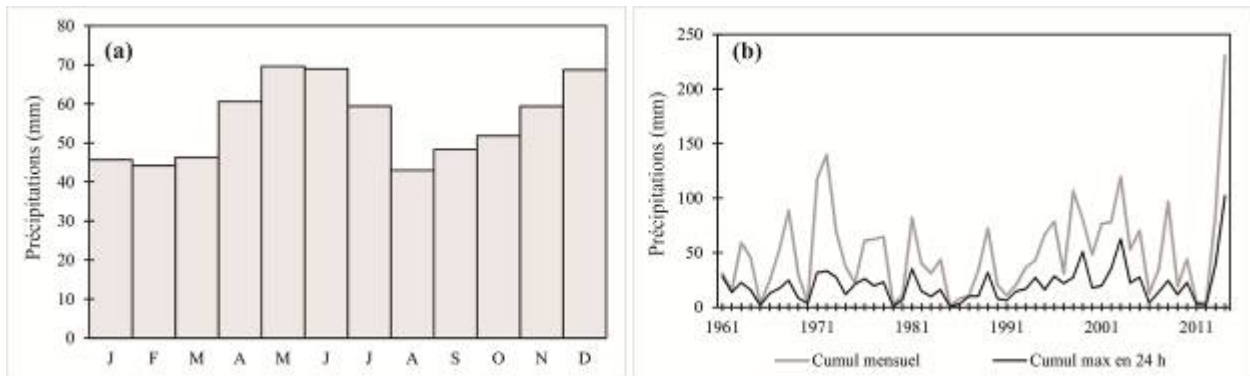 (a)
Précipitations (mm)
80
70
60
50
40
30
20
10
0
J F M A M J J A S O N D
(b)
Précipitations (mm)
250
200
150
100
50
0
1961 1971 1981 1991 2001 2011
Cumul mensuel Cumul max en 24 h